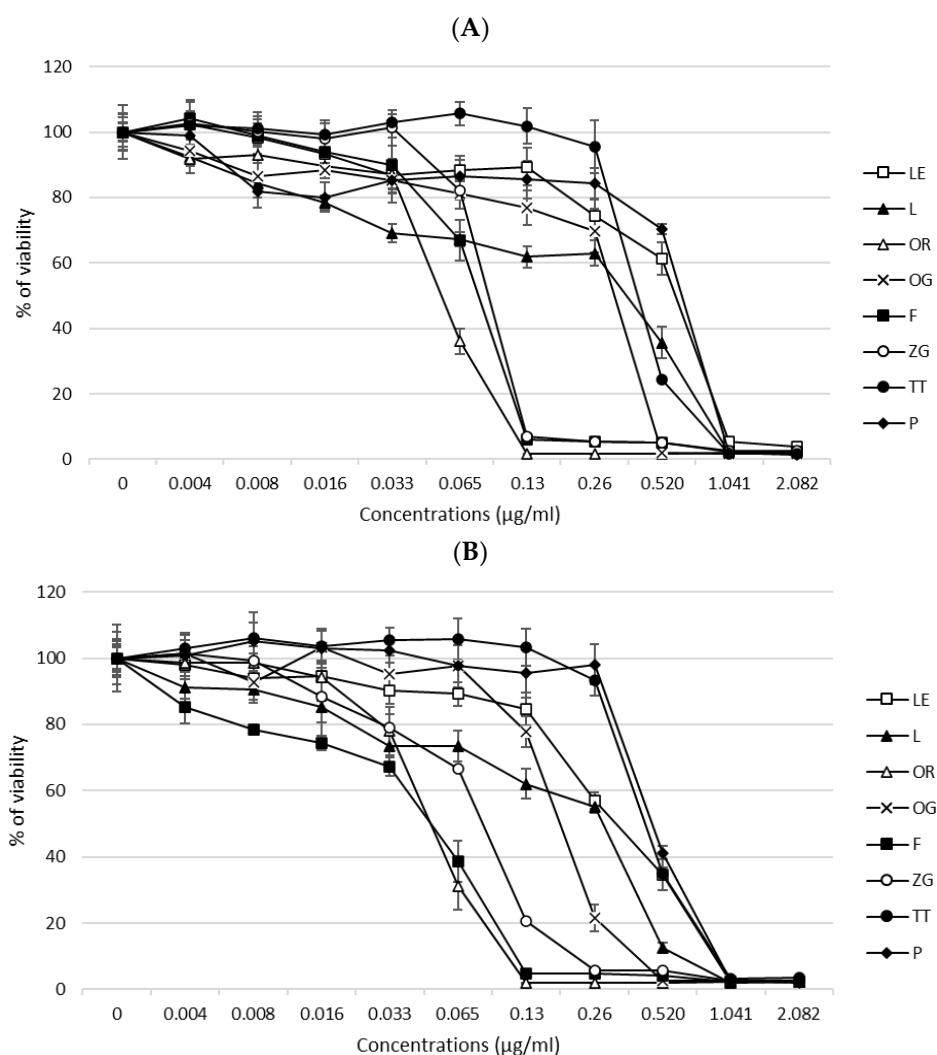 (A)
120
100
80
60
40
20
0
% of viability
0 0.004 0.008 0.016 0.033 0.065 0.13 0.26 0.520 1.041 2.082
Concentrations (µg/ml)
LE
L
OR
OG
F
ZG
TT
P
(B)
120
100
80
60
40
20
0
% of viability
0 0.004 0.008 0.016 0.033 0.065 0.13 0.26 0.520 1.041 2.082
Concentrations (µg/ml)
LE
L
OR
OG
F
ZG
TT
P